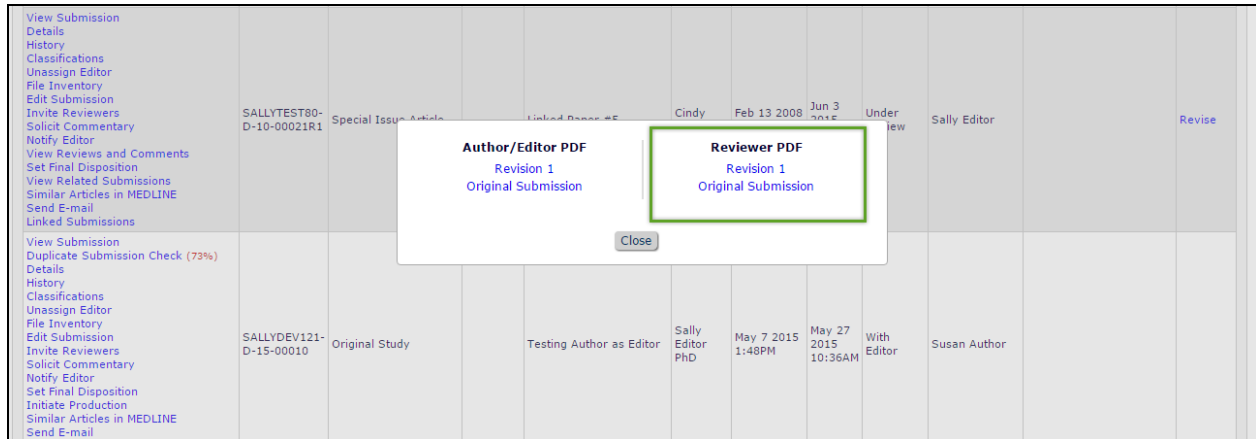 View Submission
Details
History
Classifications
Unassign Editor
File Inventory
Edit Submission
Invite Reviewers
Solicit Commentary
Notify Editor
View Reviews and Comments
Set Final Disposition
View Related Submissions
Similar Articles in MEDLINE
Send E-mail
Linked Submissions
SALLYTEST80-
D-10-00021R1
Special Issue Article
Linked Paper #5
Cindy
Feb 13 2008
Jun 3
2015
Under
Sally Editor
Revise
Author/Editor PDF
Revision 1
Original Submission
Reviewer PDF
Revision 1
Original Submission
Close
View Submission
Duplicate Submission Check (73%)
Details
History
Classifications
Unassign Editor
File Inventory
Edit Submission
Invite Reviewers
Solicit Commentary
Notify Editor
Set Final Disposition
Initiate Production
Similar Articles in MEDLINE
Send E-mail
SALLYDEV121-
D-15-00010
Original Study
Testing Author as Editor
Sally
Editor
PhD
May 7 2015
1:48PM
May 27
2015
10:36AM
With
Editor
Susan Author